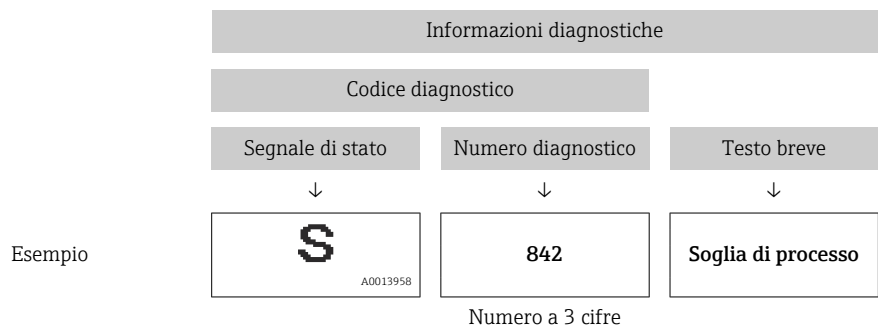 Informazioni diagnostiche
Codice diagnostico
Segnale di stato Numero diagnostico Testo breve
↓ ↓ ↓
Esempio S 842 Soglia di processo
A0013958
Numero a 3 cifre